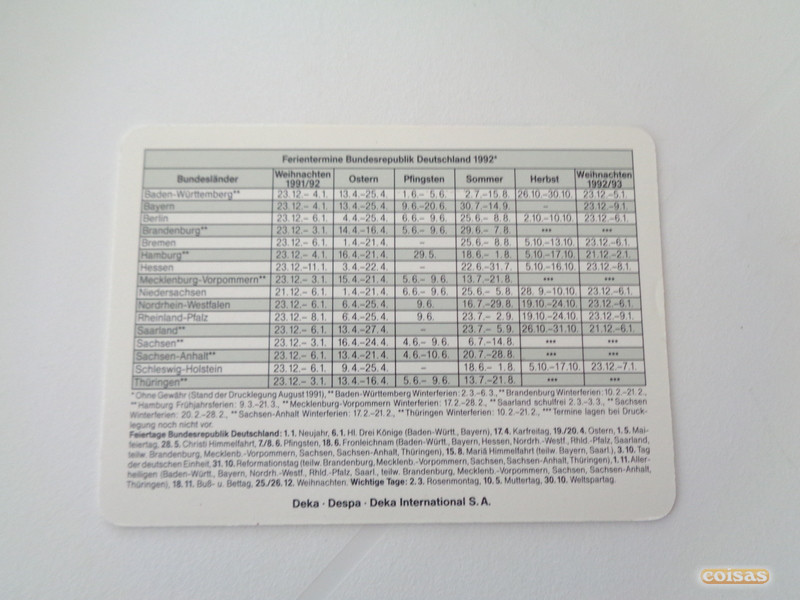 Ferientermine Bundesrepublik Deutschland 1992*
Bundesländer Weihnachten 1991/92 Ostern Pfingsten Sommer Herbst Weihnachten 1992/93
Baden-Württemberg** 23.12.– 4.1. 13.4.–25.4. 1.6.– 5.6. 2.7.–15.8. 26.10.–30.10. 23.12.–5.1.
Bayern 23.12.– 4.1. 13.4.–25.4. 9.6.–20.6. 30.7.–14.9. – 23.12.–9.1.
Berlin 23.12.– 6.1. 4.4.–25.4. 6.6.– 9.6. 25.6.– 8.8. 2.10.–10.10. 23.12.–6.1.
Brandenburg** 23.12.– 3.1. 14.4.–16.4. 5.6.– 9.6. 29.6.– 7.8. *** ***
Bremen 23.12.– 6.1. 1.4.–21.4. – 25.6.– 8.8. 5.10.–13.10. 23.12.–6.1.
Hamburg** 23.12.– 4.1. 16.4.–21.4. 29.5. 18.6.– 1.8. 5.10.–17.10. 21.12.–2.1.
Hessen 23.12.–11.1. 3.4.–22.4. – 22.6.–31.7. 5.10.–16.10. 23.12.–8.1.
Mecklenburg-Vorpommern** 23.12.– 3.1. 15.4.–21.4. 5.6.– 9.6. 13.7.–21.8. *** ***
Niedersachsen 21.12.– 6.1. 1.4.–21.4. 6.6.– 9.6. 25.6.– 5.8. 28. 9.–10.10. 23.12.–6.1.
Nordrhein-Westfalen 23.12.– 6.1. 6.4.–25.4. 9.6. 16.7.–29.8. 19.10.–24.10. 23.12.–6.1.
Rheinland-Pfalz 23.12.– 8.1. 6.4.–25.4. 9.6. 23.7.– 2.9. 19.10.–24.10. 23.12.–9.1.
Saarland** 23.12.– 6.1. 13.4.–27.4. – 23.7.– 5.9. 26.10.–31.10. 21.12.–6.1.
Sachsen** 23.12.– 3.1. 16.4.–24.4. 4.6.– 9.6. 6.7.–14.8. *** ***
Sachsen-Anhalt** 23.12.– 6.1. 13.4.–21.4. 4.6.–10.6. 20.7.–28.8. *** ***
Schleswig-Holstein 23.12.– 6.1. 9.4.–25.4. – 18.6.– 1.8. 5.10.–17.10. 23.12.–7.1.
Thüringen** 23.12.– 3.1. 13.4.–16.4. 5.6.– 9.6. 13.7.–21.8. *** ***
*Ohne Gewähr (Stand der Drucklegung August 1991), ** Baden-Württemberg Winterferien: 2.3.–6.3., ** Brandenburg Winterferien: 10.2.–21.2.,
** Hamburg Frühjahrsferien: 9.3.–21.3., ** Mecklenburg-Vorpommern Winterferien: 17.2.–28.2., ** Saarland schulfrei 2.3.–3.3., ** Sachsen
Winterferien: 20.2.–28.2., ** Sachsen-Anhalt Winterferien: 17.2.–21.2., ** Thüringen Winterferien: 10.2.–21.2., *** Termine lagen bei Druck-
legung noch nicht vor.
Feiertage Bundesrepublik Deutschland: 1.1. Neujahr, 6.1. Hl. Drei Könige (Baden-Württ., Bayern), 17.4. Karfreitag, 19./20.4. Ostern, 1.5. Mai-
feiertag, 28.5. Christi Himmelfahrt, 7./8.6. Pfingsten, 18.6. Fronleichnam (Baden-Württ., Bayern, Hessen, Nordrh.-Westf., Rhld.-Pfalz, Saarland,
teilw. Brandenburg, Mecklenb.-Vorpommern, Sachsen, Sachsen-Anhalt, Thüringen), 15.8. Mariä Himmelfahrt (teilw. Bayern, Saarl.), 3.10. Tag
der deutschen Einheit, 31.10. Reformationstag (teilw. Brandenburg, Mecklenb.-Vorpommern, Sachsen, Sachsen-Anhalt, Thüringen), 1.11. Aller-
heiligen (Baden-Württ., Bayern, Nordrh.-Westf., Rhld.-Pfalz, Saarl., teilw. Brandenburg, Mecklenb.-Vorpommern, Sachsen, Sachsen-Anhalt,
Thüringen), 18.11. Buß- u. Bettag, 25./26.12. Weihnachten. Wichtige Tage: 2.3. Rosenmontag, 10.5. Muttertag, 30.10. Weltspartag.
Deka · Despa · Deka International S.A.
coisas